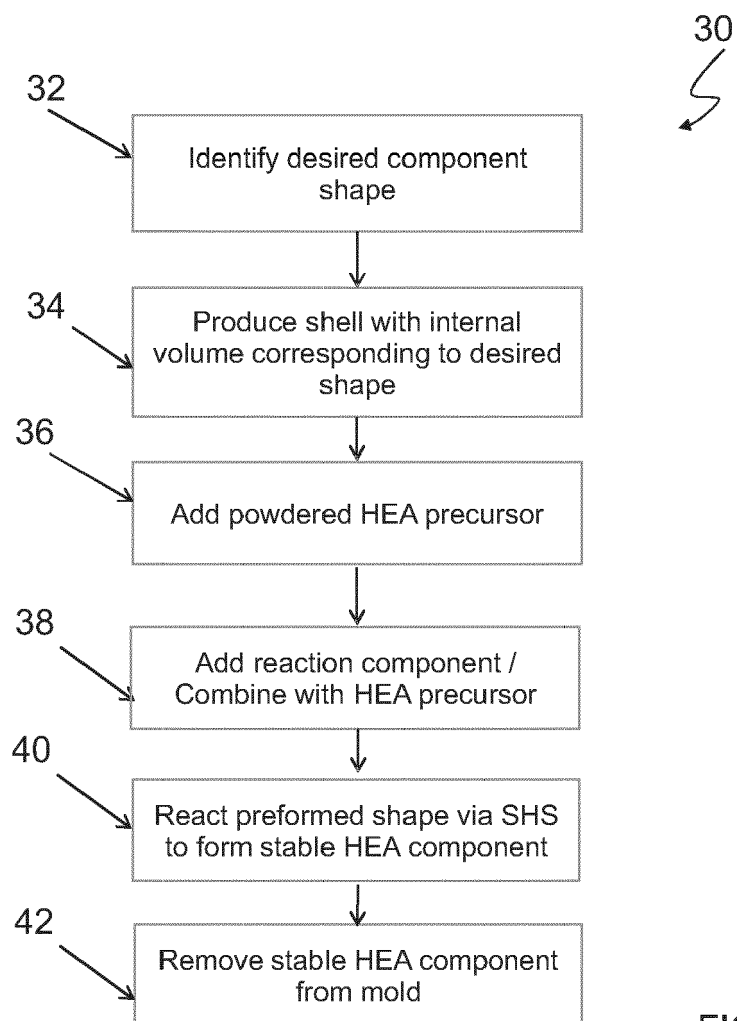 30
32
Identify desired component
shape
34
Produce shell with internal
volume corresponding to desired
shape
36
Add powdered HEA precursor
38
Add reaction component /
Combine with HEA precursor
40
React preformed shape via SHS
to form stable HEA component
42
Remove stable HEA component
from mold